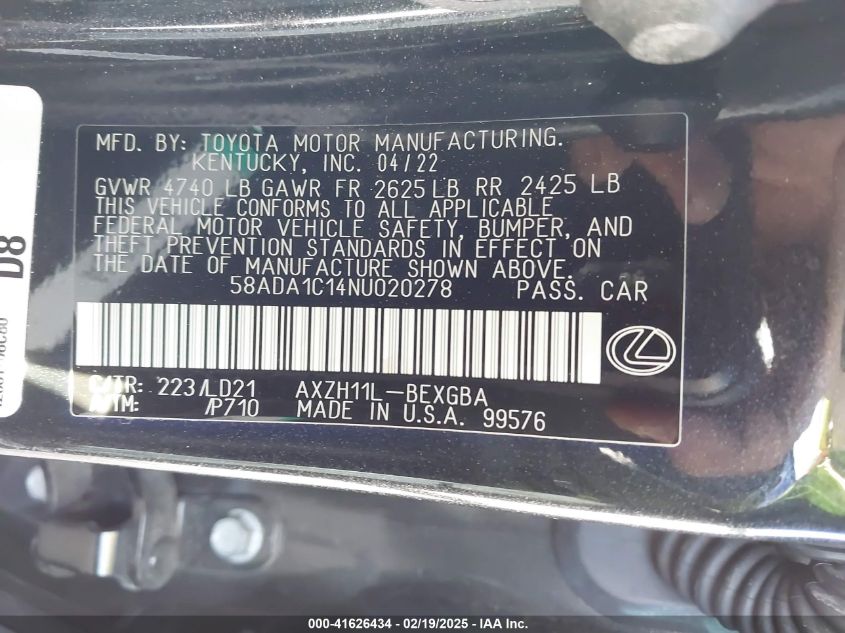 MFD. BY: TOYOTA MOTOR MANUFACTURING.
KENTUCKY, INC. 04/22
GVWR 4740 LB GAWR FR 2625 LB RR 2425 LB
THIS VEHICLE CONFORMS TO ALL APPLICABLE
FEDERAL MOTOR VEHICLE SAFETY, BUMPER, AND
THEFT PREVENTION STANDARDS IN EFFECT ON
THE DATE OF MANUFACTURE SHOWN ABOVE.
58ADA1C14NU020278 PASS. CAR
C/TR: 223/LD21 AXZH11L-BEXGBA
A/TM: /P710 MADE IN U.S.A. 99576
D8
000-41626434 - 02/19/2025 - © IAA, Inc.